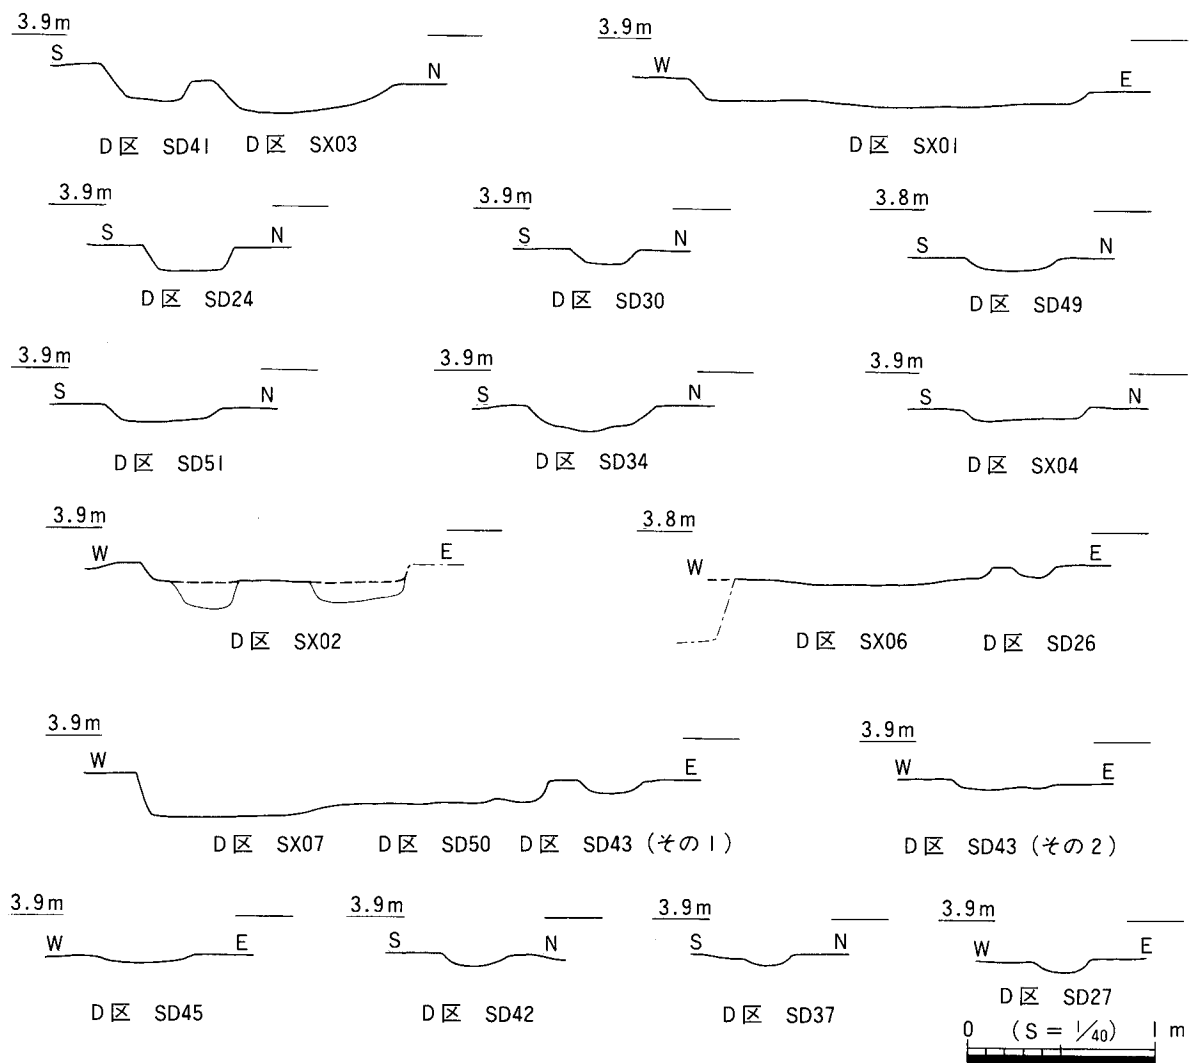 3.9m 3.9m
S N W E
D区 SD41 D区 SX03 D区 SX01
3.9m 3.9m 3.8m
S N S N S N
D区 SD24 D区 SD30 D区 SD49
3.9m 3.9m 3.9m
S N S N S N
D区 SD51 D区 SD34 D区 SX04
3.9m 3.8m
W E W E
D区 SX02 D区 SX06 D区 SD26
3.9m 3.9m
W E W E
D区 SX07 D区 SD50 D区 SD43 (その1) D区 SD43 (その2)
3.9m 3.9m 3.9m 3.9m
W E S N S N W E
D区 SD45 D区 SD42 D区 SD37 D区 SD27
0 (S = 1/40) 1m